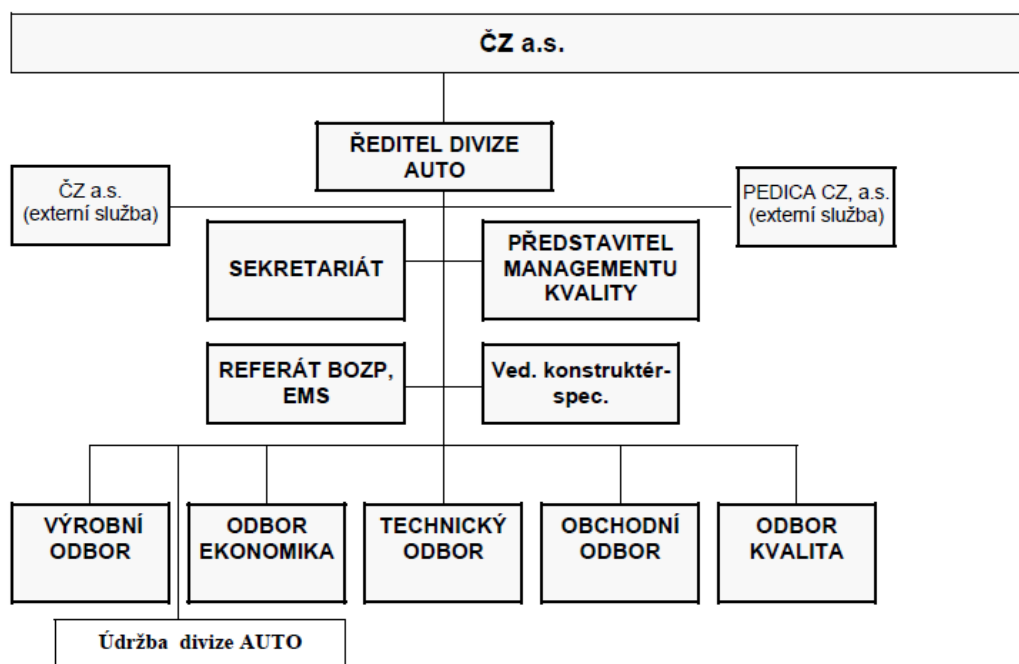 ČZ a.s.
ŘEDITEL DIVIZE
AUTO
ČZ a.s.
(externí služba)
PEDICA CZ, a.s.
(externí služba)
SEKRETARIÁT
PŘEDSTAVITEL
MANAGEMENTU
KVALITY
REFERÁT BOZP,
EMS
Ved. konstruktér-
spec.
VÝROBNÍ
ODBOR
ODBOR
EKONOMIKA
TECHNICKÝ
ODBOR
OBCHODNÍ
ODBOR
ODBOR
KVALITA
Údržba divize AUTO